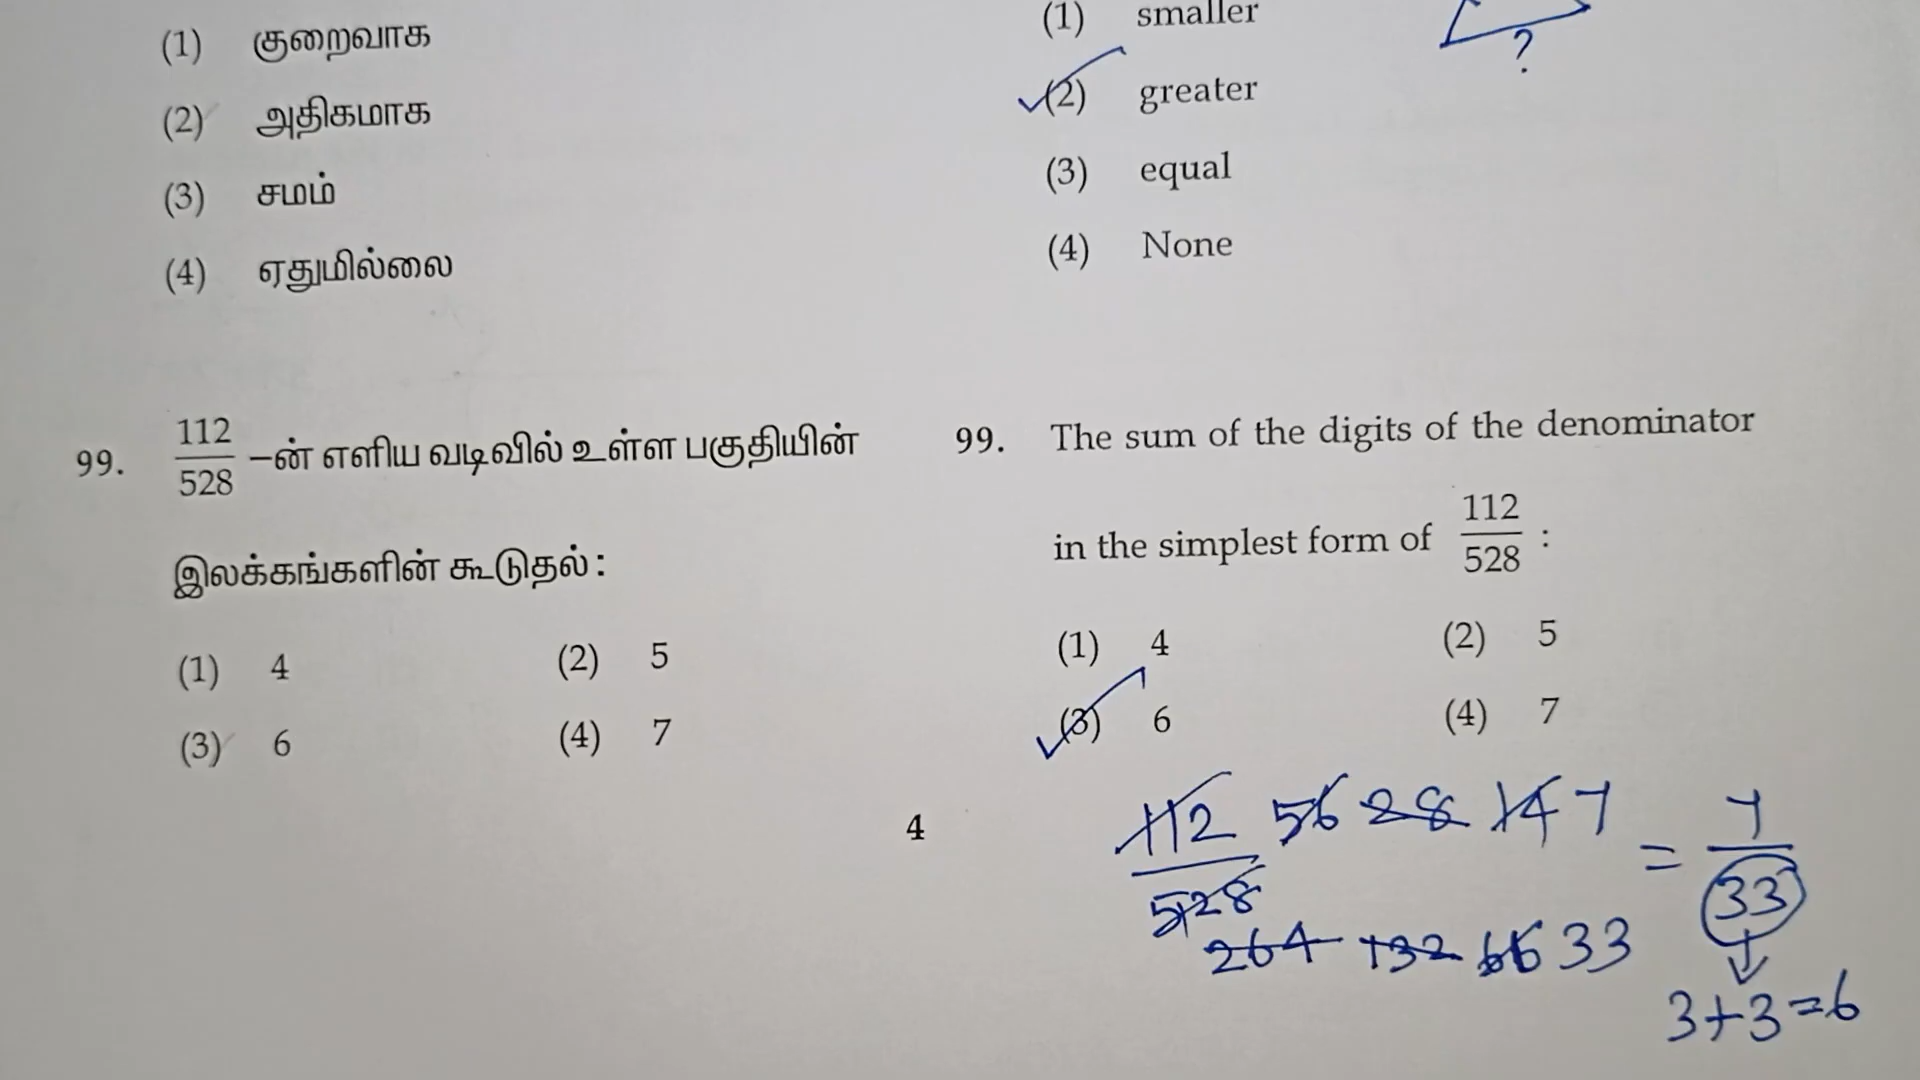 (1) குறைவாக
(2) அதிகமாக
(3) சமம்
(4) ஏதுமில்லை
(1) smaller
(2) greater
(3) equal
(4) None
?
99. 112/528 –ன் எளிய வடிவில் உள்ள பகுதியின்
இலக்கங்களின் கூடுதல் :
(1) 4 (2) 5
(3) 6 (4) 7
99. The sum of the digits of the denominator
in the simplest form of 112/528 :
(1) 4 (2) 5
(3) 6 (4) 7
4
112 56 28 14 7 = 7
528 33
264 132 66 33
3+3=6